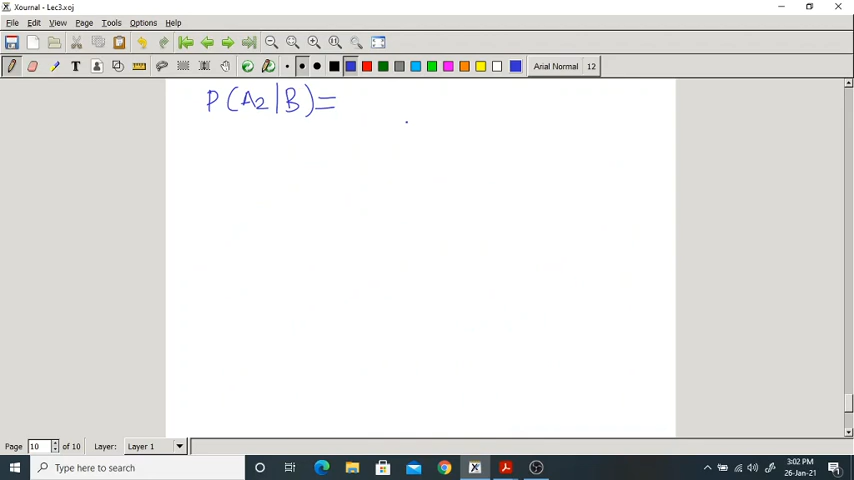 Xournal - Lec3.xoj
File Edit View Page Tools Options Help
Arial Normal 12
P(A2|B)=
Page 10 of 10 Layer: Layer 1
Type here to search
3:02 PM
26-Jan-21